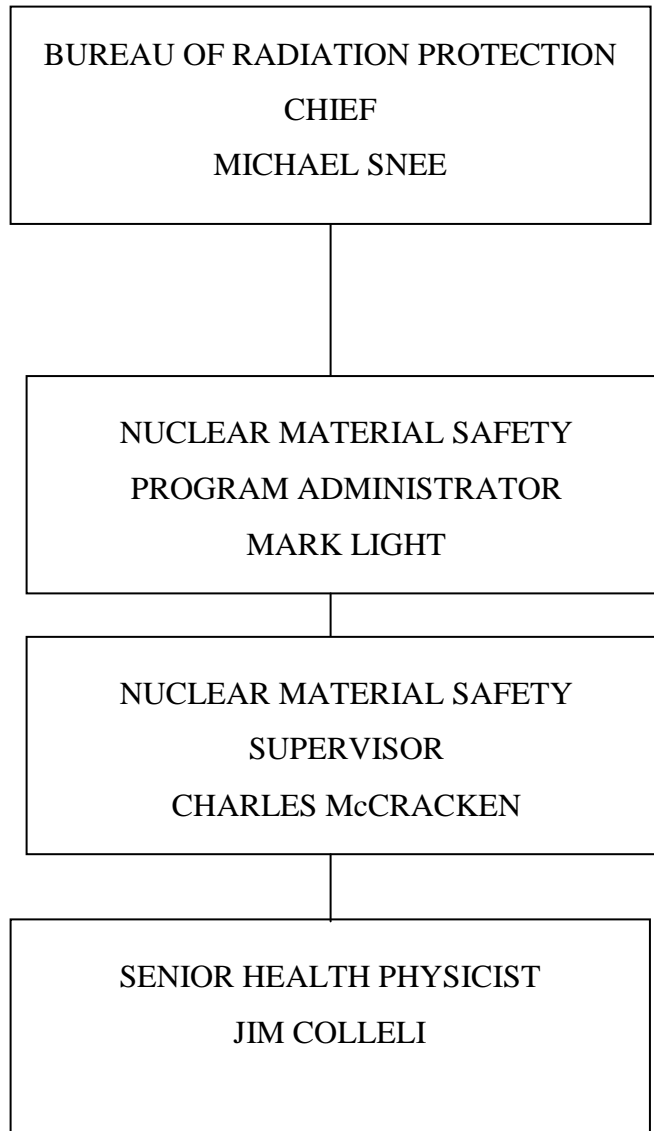 BUREAU OF RADIATION PROTECTION
CHIEF
MICHAEL SNEE
NUCLEAR MATERIAL SAFETY
PROGRAM ADMINISTRATOR
MARK LIGHT
NUCLEAR MATERIAL SAFETY
SUPERVISOR
CHARLES McCRACKEN
SENIOR HEALTH PHYSICIST
JIM COLLELI